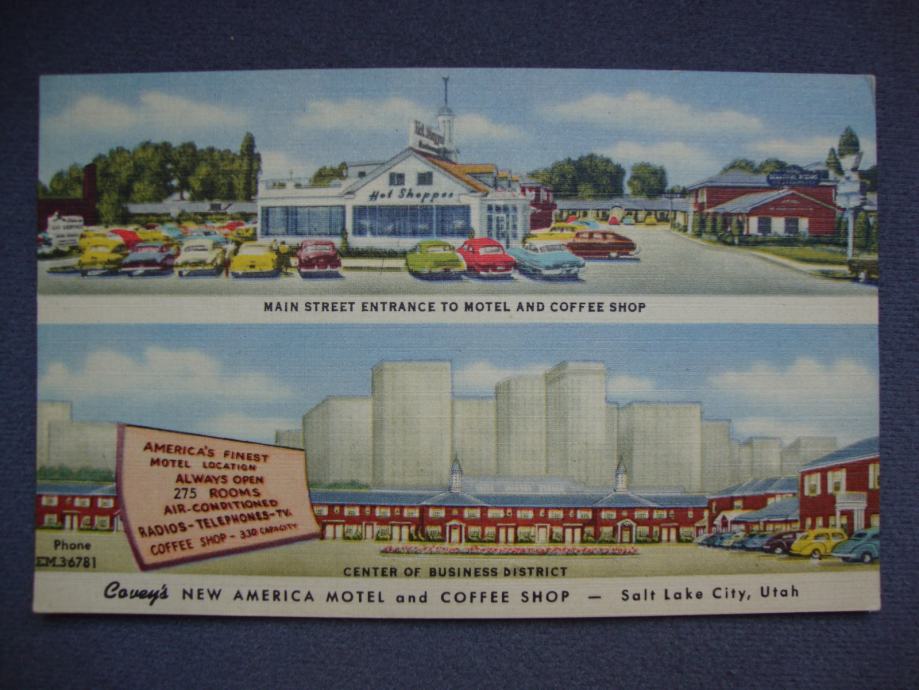 Hot Shoppes
MAIN STREET ENTRANCE TO MOTEL AND COFFEE SHOP
AMERICA'S FINEST
MOTEL LOCATION
ALWAYS OPEN
275 ROOMS
AIR-CONDITIONED
RADIOS-TELEPHONES-TV.
COFFEE SHOP - 330 CAPACITY
Phone
EM.36781
CENTER OF BUSINESS DISTRICT
Covey's NEW AMERICA MOTEL and COFFEE SHOP — Salt Lake City, Utah